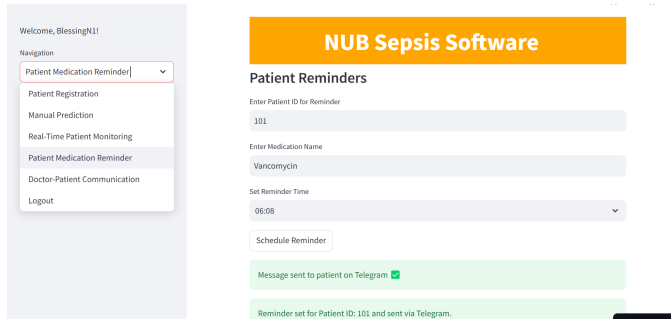 Welcome, BlessingN1!
Navigation
Patient Medication Reminder
Patient Registration
Manual Prediction
Real-Time Patient Monitoring
Patient Medication Reminder
Doctor-Patient Communication
Logout
NUB Sepsis Software
Patient Reminders
Enter Patient ID for Reminder
101
Enter Medication Name
Vancomycin
Set Reminder Time
06:08
Schedule Reminder
Message sent to patient on Telegram ✅
Reminder set for Patient ID: 101 and sent via Telegram.